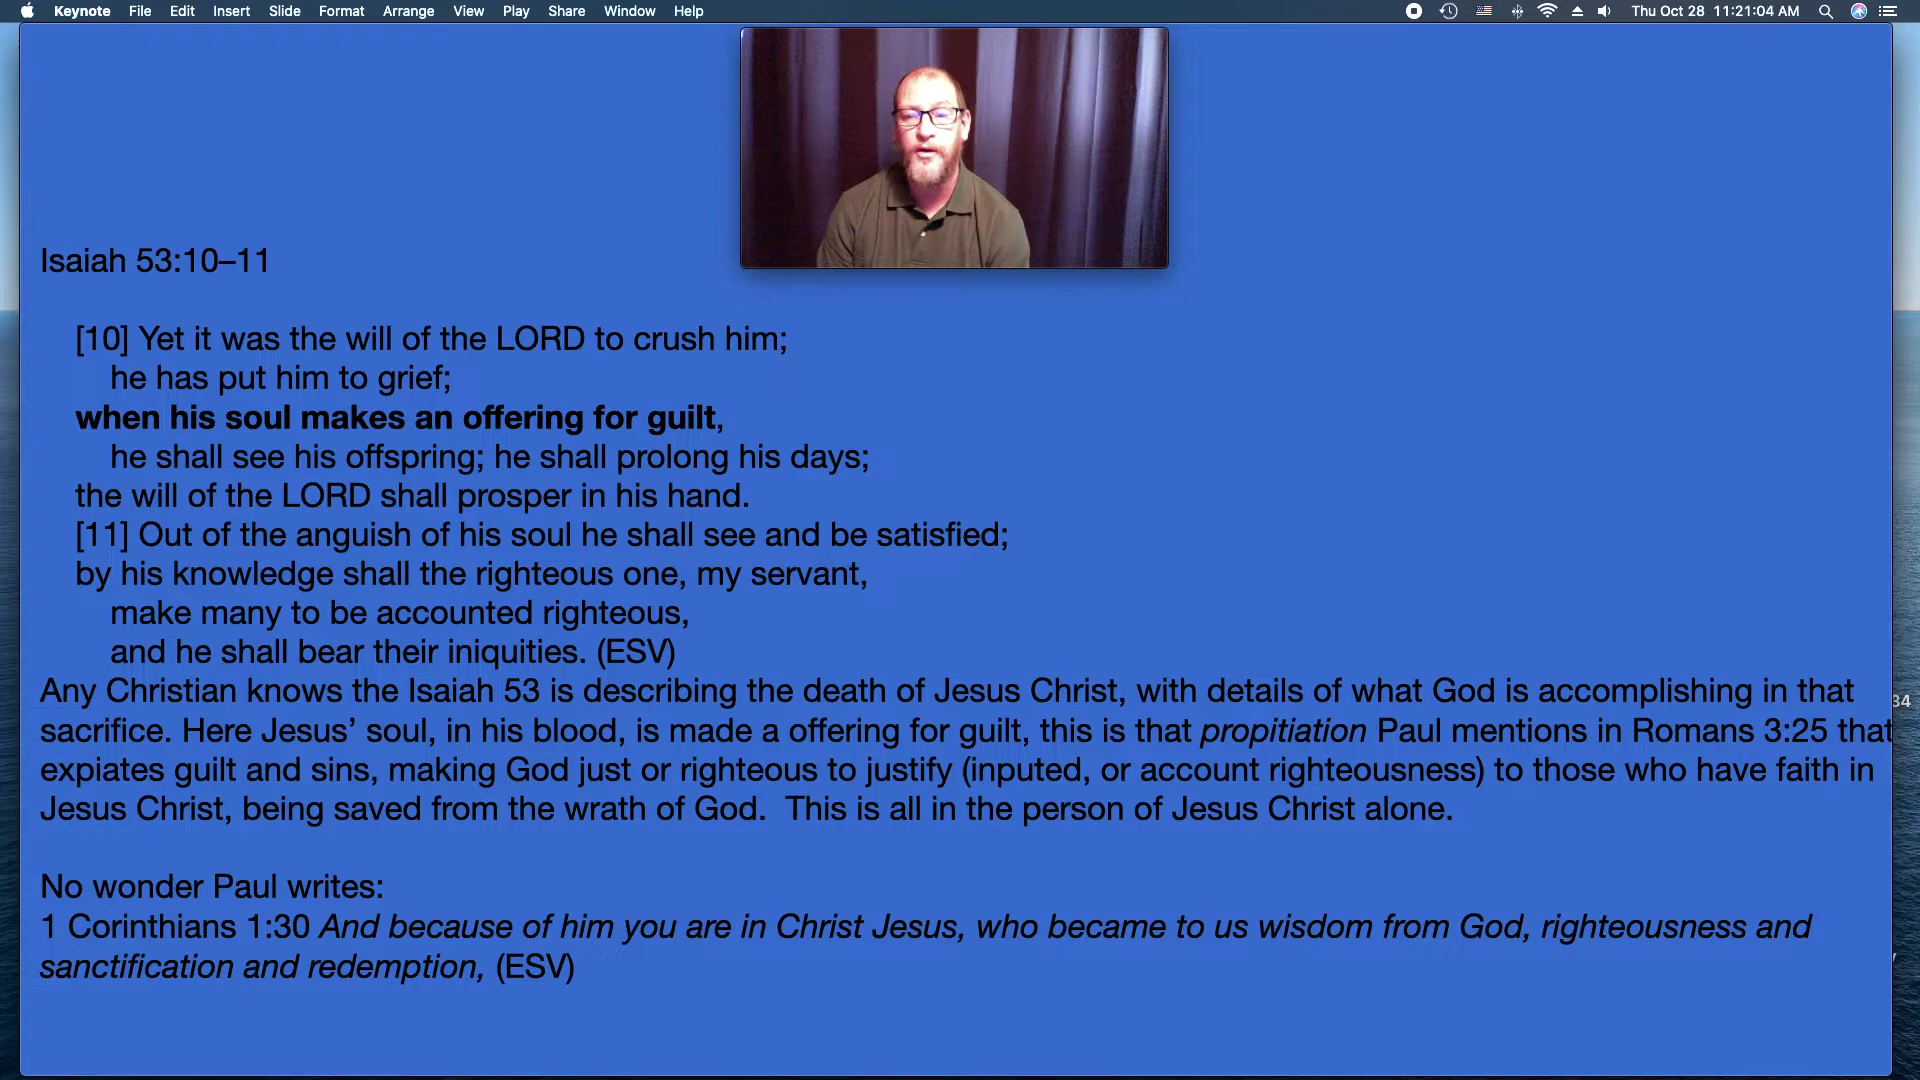 Keynote File Edit Insert Slide Format Arrange View Play Share Window Help Thu Oct 28 11:21:04 AM
Isaiah 53:10–11
[10] Yet it was the will of the LORD to crush him;
he has put him to grief;
when his soul makes an offering for guilt,
he shall see his offspring; he shall prolong his days;
the will of the LORD shall prosper in his hand.
[11] Out of the anguish of his soul he shall see and be satisfied;
by his knowledge shall the righteous one, my servant,
make many to be accounted righteous,
and he shall bear their iniquities. (ESV)
Any Christian knows the Isaiah 53 is describing the death of Jesus Christ, with details of what God is accomplishing in that
sacrifice. Here Jesus’ soul, in his blood, is made a offering for guilt, this is that propitiation Paul mentions in Romans 3:25 that
expiates guilt and sins, making God just or righteous to justify (inputed, or account righteousness) to those who have faith in
Jesus Christ, being saved from the wrath of God.  This is all in the person of Jesus Christ alone.
No wonder Paul writes:
1 Corinthians 1:30 And because of him you are in Christ Jesus, who became to us wisdom from God, righteousness and
sanctification and redemption, (ESV)